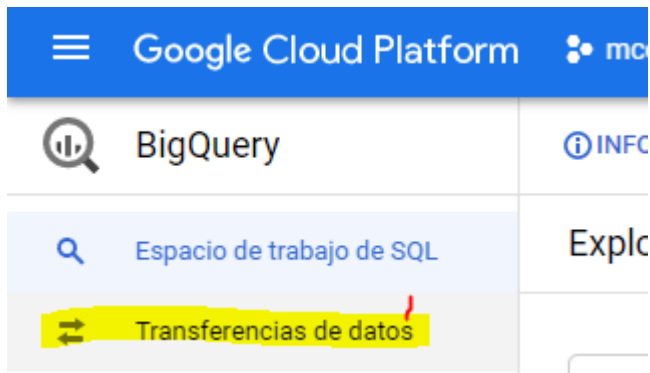 Google Cloud Platform
BigQuery
Espacio de trabajo de SQL
Transferencias de datos